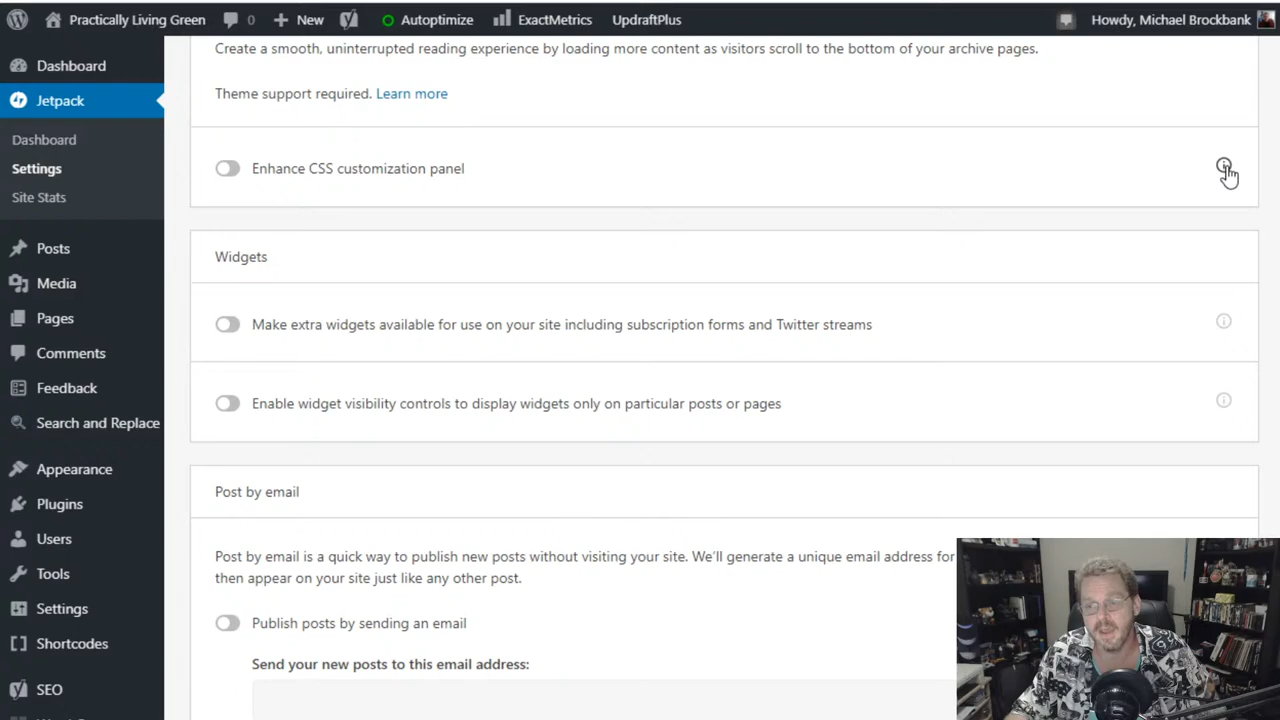 Practically Living Green 0 New Autoptimize ExactMetrics UpdraftPlus Howdy, Michael Brockbank
Dashboard
Jetpack
Dashboard
Settings
Site Stats
Posts
Media
Pages
Comments
Feedback
Search and Replace
Appearance
Plugins
Users
Tools
Settings
Shortcodes
SEO
Create a smooth, uninterrupted reading experience by loading more content as visitors scroll to the bottom of your archive pages.
Theme support required. Learn more
Enhance CSS customization panel
Widgets
Make extra widgets available for use on your site including subscription forms and Twitter streams
Enable widget visibility controls to display widgets only on particular posts or pages
Post by email
Post by email is a quick way to publish new posts without visiting your site. We'll generate a unique email address for
then appear on your site just like any other post.
Publish posts by sending an email
Send your new posts to this email address: